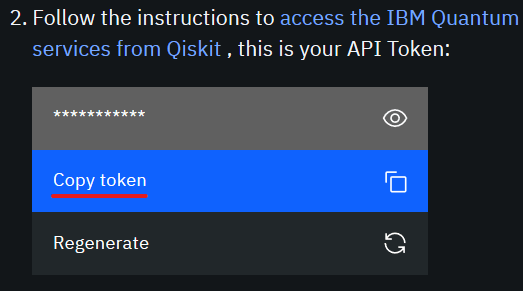 2. Follow the instructions to access the IBM Quantum
services from Qiskit , this is your API Token:
***********
Copy token
Regenerate